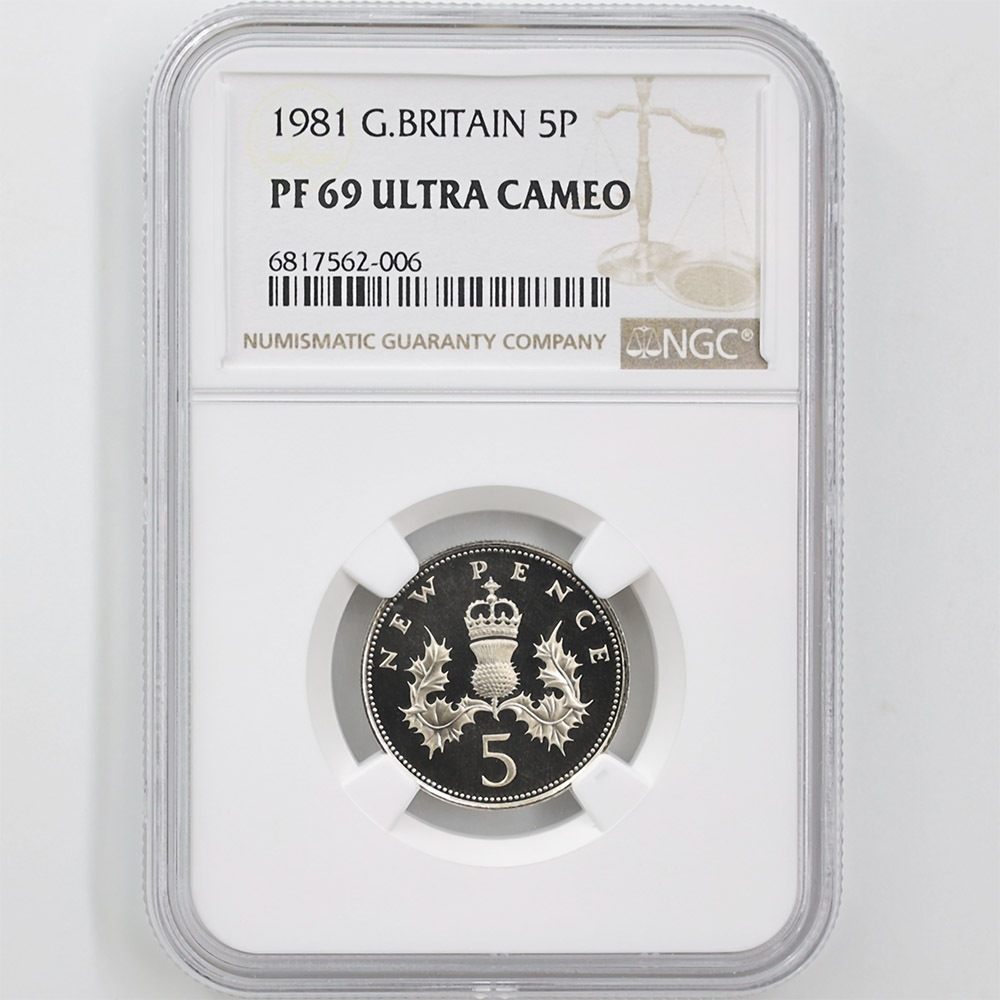 1981 G.BRITAIN 5P
PF 69 ULTRA CAMEO
6817562-006
NUMISMATIC GUARANTY COMPANY NGC®
NEW PENCE
5